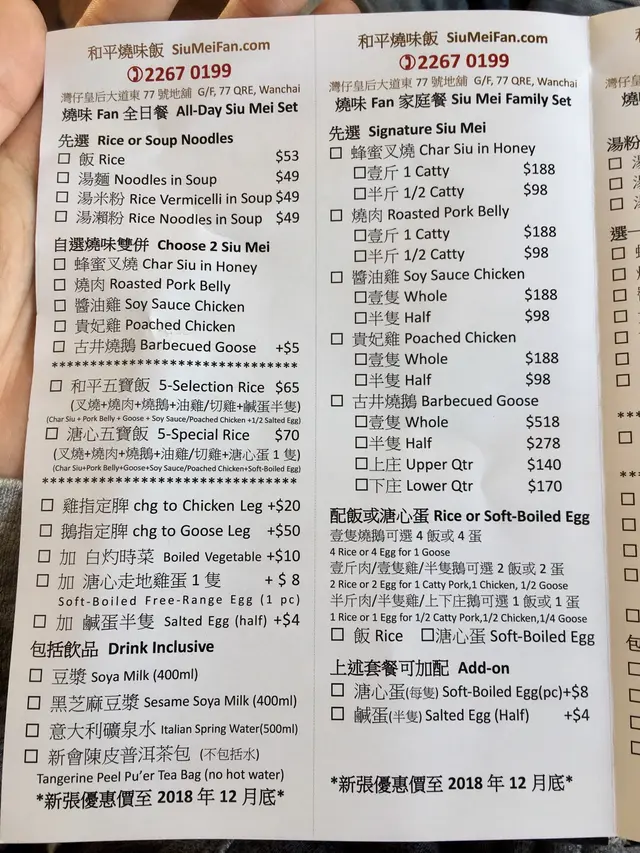 和平燒味飯 SiuMeiFan.com
✆2267 0199
灣仔皇后大道東 77 號地舖 G/F, 77 QRE, Wanchai
燒味 Fan 全日餐 All-Day Siu Mei Set
先選 Rice or Soup Noodles
☐ 飯 Rice $53
☐ 湯麵 Noodles in Soup $49
☐ 湯米粉 Rice Vermicelli in Soup $49
☐ 湯瀨粉 Rice Noodles in Soup $49
自選燒味雙併 Choose 2 Siu Mei
☐ 蜂蜜叉燒 Char Siu in Honey
☐ 燒肉 Roasted Pork Belly
☐ 醬油雞 Soy Sauce Chicken
☐ 貴妃雞 Poached Chicken
☐ 古井燒鵝 Barbecued Goose +$5
******************************
☐ 和平五寶飯 5-Selection Rice $65
(叉燒+燒肉+燒鵝+油雞/切雞+鹹蛋半隻)
(Char Siu + Pork Belly + Goose + Soy Sauce/Poached Chicken +1/2 Salted Egg)
☐ 溏心五寶飯 5-Special Rice $70
(叉燒+燒肉+燒鵝+油雞/切雞+溏心蛋 1 隻)
(Char Siu+Pork Belly+Goose+Soy Sauce/Poached Chicken+Soft-Boiled Egg)
******************************
☐ 雞指定脾 chg to Chicken Leg +$20
☐ 鵝指定脾 chg to Goose Leg +$50
☐ 加 白灼時菜 Boiled Vegetable +$10
☐ 加 溏心走地雞蛋 1 隻 + $ 8
Soft-Boiled Free-Range Egg (1 pc)
☐ 加 鹹蛋半隻 Salted Egg (half) +$4
包括飲品 Drink Inclusive
☐ 豆漿 Soya Milk (400ml)
☐ 黑芝麻豆漿 Sesame Soya Milk (400ml)
☐ 意大利礦泉水 Italian Spring Water(500ml)
☐ 新會陳皮普洱茶包 (不包括水)
Tangerine Peel Pu'er Tea Bag (no hot water)
*新張優惠價至 2018 年 12 月底*
和平燒味飯 SiuMeiFan.com
✆2267 0199
灣仔皇后大道東 77 號地舖 G/F, 77 QRE, Wanchai
燒味 Fan 家庭餐 Siu Mei Family Set
先選 Signature Siu Mei
☐ 蜂蜜叉燒 Char Siu in Honey
☐壹斤 1 Catty $188
☐半斤 1/2 Catty $98
☐ 燒肉 Roasted Pork Belly
☐壹斤 1 Catty $188
☐半斤 1/2 Catty $98
☐ 醬油雞 Soy Sauce Chicken
☐壹隻 Whole $188
☐半隻 Half $98
☐ 貴妃雞 Poached Chicken
☐壹隻 Whole $188
☐半隻 Half $98
☐ 古井燒鵝 Barbecued Goose
☐壹隻 Whole $518
☐半隻 Half $278
☐上庄 Upper Qtr $140
☐下庄 Lower Qtr $170
配飯或溏心蛋 Rice or Soft-Boiled Egg
壹隻燒鵝可選 4 飯或 4 蛋
4 Rice or 4 Egg for 1 Goose
壹斤肉/壹隻雞/半隻鵝可選 2 飯或 2 蛋
2 Rice or 2 Egg for 1 Catty Pork,1 Chicken, 1/2 Goose
半斤肉/半隻雞/上下庄鵝可選 1 飯或 1 蛋
1 Rice or 1 Egg for 1/2 Catty Pork,1/2 Chicken,1/4 Goose
☐ 飯 Rice ☐溏心蛋 Soft-Boiled Egg
上述套餐可加配 Add-on
☐ 溏心蛋(每隻) Soft-Boiled Egg(pc)+$8
☐ 鹹蛋(半隻) Salted Egg (Half) +$4
*新張優惠價至 2018 年 12 月底*